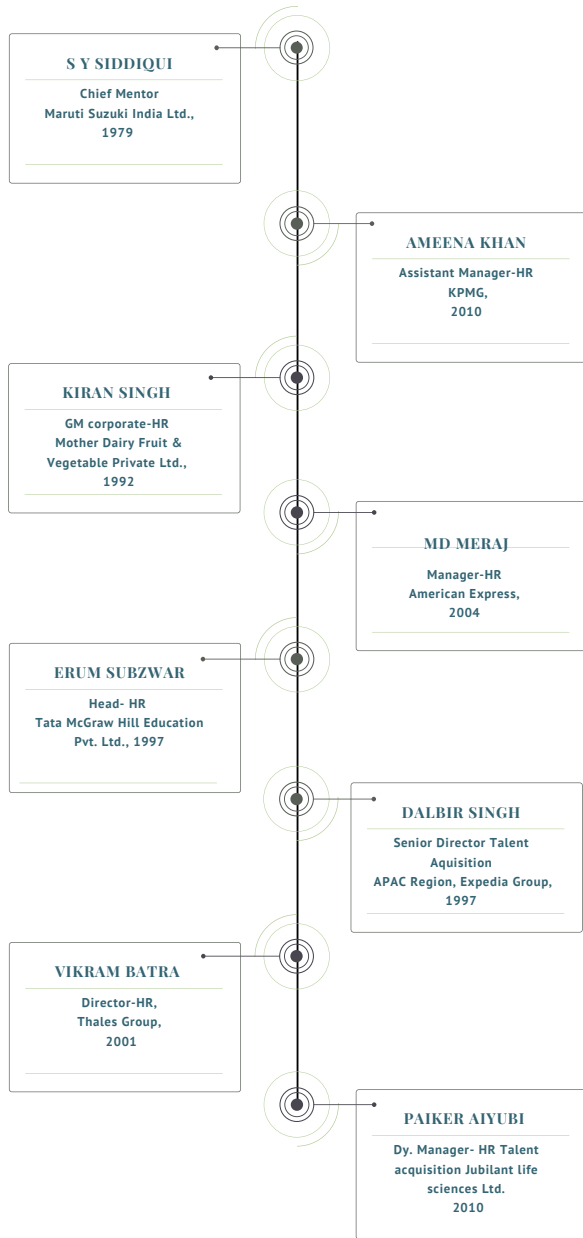 S Y SIDDIQUI
Chief Mentor
Maruti Suzuki India Ltd.,
1979
AMEENA KHAN
Assistant Manager-HR
KPMG,
2010
KIRAN SINGH
GM corporate-HR
Mother Dairy Fruit &
Vegetable Private Ltd.,
1992
MD MERAJ
Manager-HR
American Express,
2004
ERUM SUBZWAR
Head- HR
Tata McGraw Hill Education
Pvt. Ltd., 1997
DALBIR SINGH
Senior Director Talent
Aquisition
APAC Region, Expedia Group,
1997
VIKRAM BATRA
Director-HR,
Thales Group,
2001
PAIKER AIYUBI
Dy. Manager- HR Talent
acquisition Jubilant life
sciences Ltd.
2010